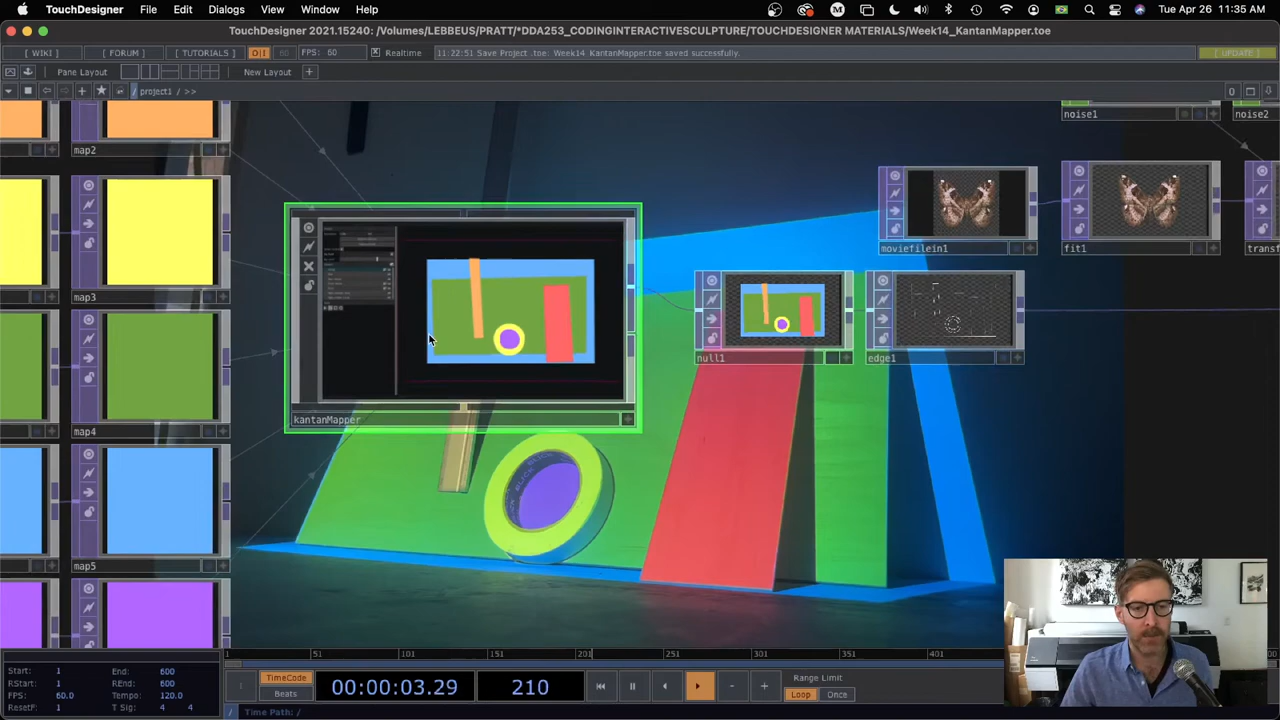 TouchDesigner File Edit Dialogs View Windows Help Tue Apr 26 11:35 AM
TouchDesigner 2021.15240: /Volumes/LEBBEUS/PRATT/*DDA253_CODINGINTERACTIVESCULPTURE/TOUCHDESIGNER MATERIALS/Week14_KantanMapper.toe
[ WIKI ] [ FORUM ] [ TUTORIALS ] FPS: 60 Realtime 11:22:51 Save Project .toe: Week14_KantanMapper.toe saved successfully. [ UPDATE ]
Pane Layout New Layout +
/ project1 / >> 0
noise1 noise2
map2
moviefilein1 fit1 transf
map3
null1 edge1
kantanMapper
map4
BLICK
map5
1 51 101 151 201 251 301 351 401
Start: 1 End: 600
RStart: 1 REnd: 600
FPS: 60.0 Tempo: 120.0
ResetF: 1 T Sig: 4 4
TimeCode
Beats
00:00:03.29 210
Range Limit
Loop Once
/ Time Path: /